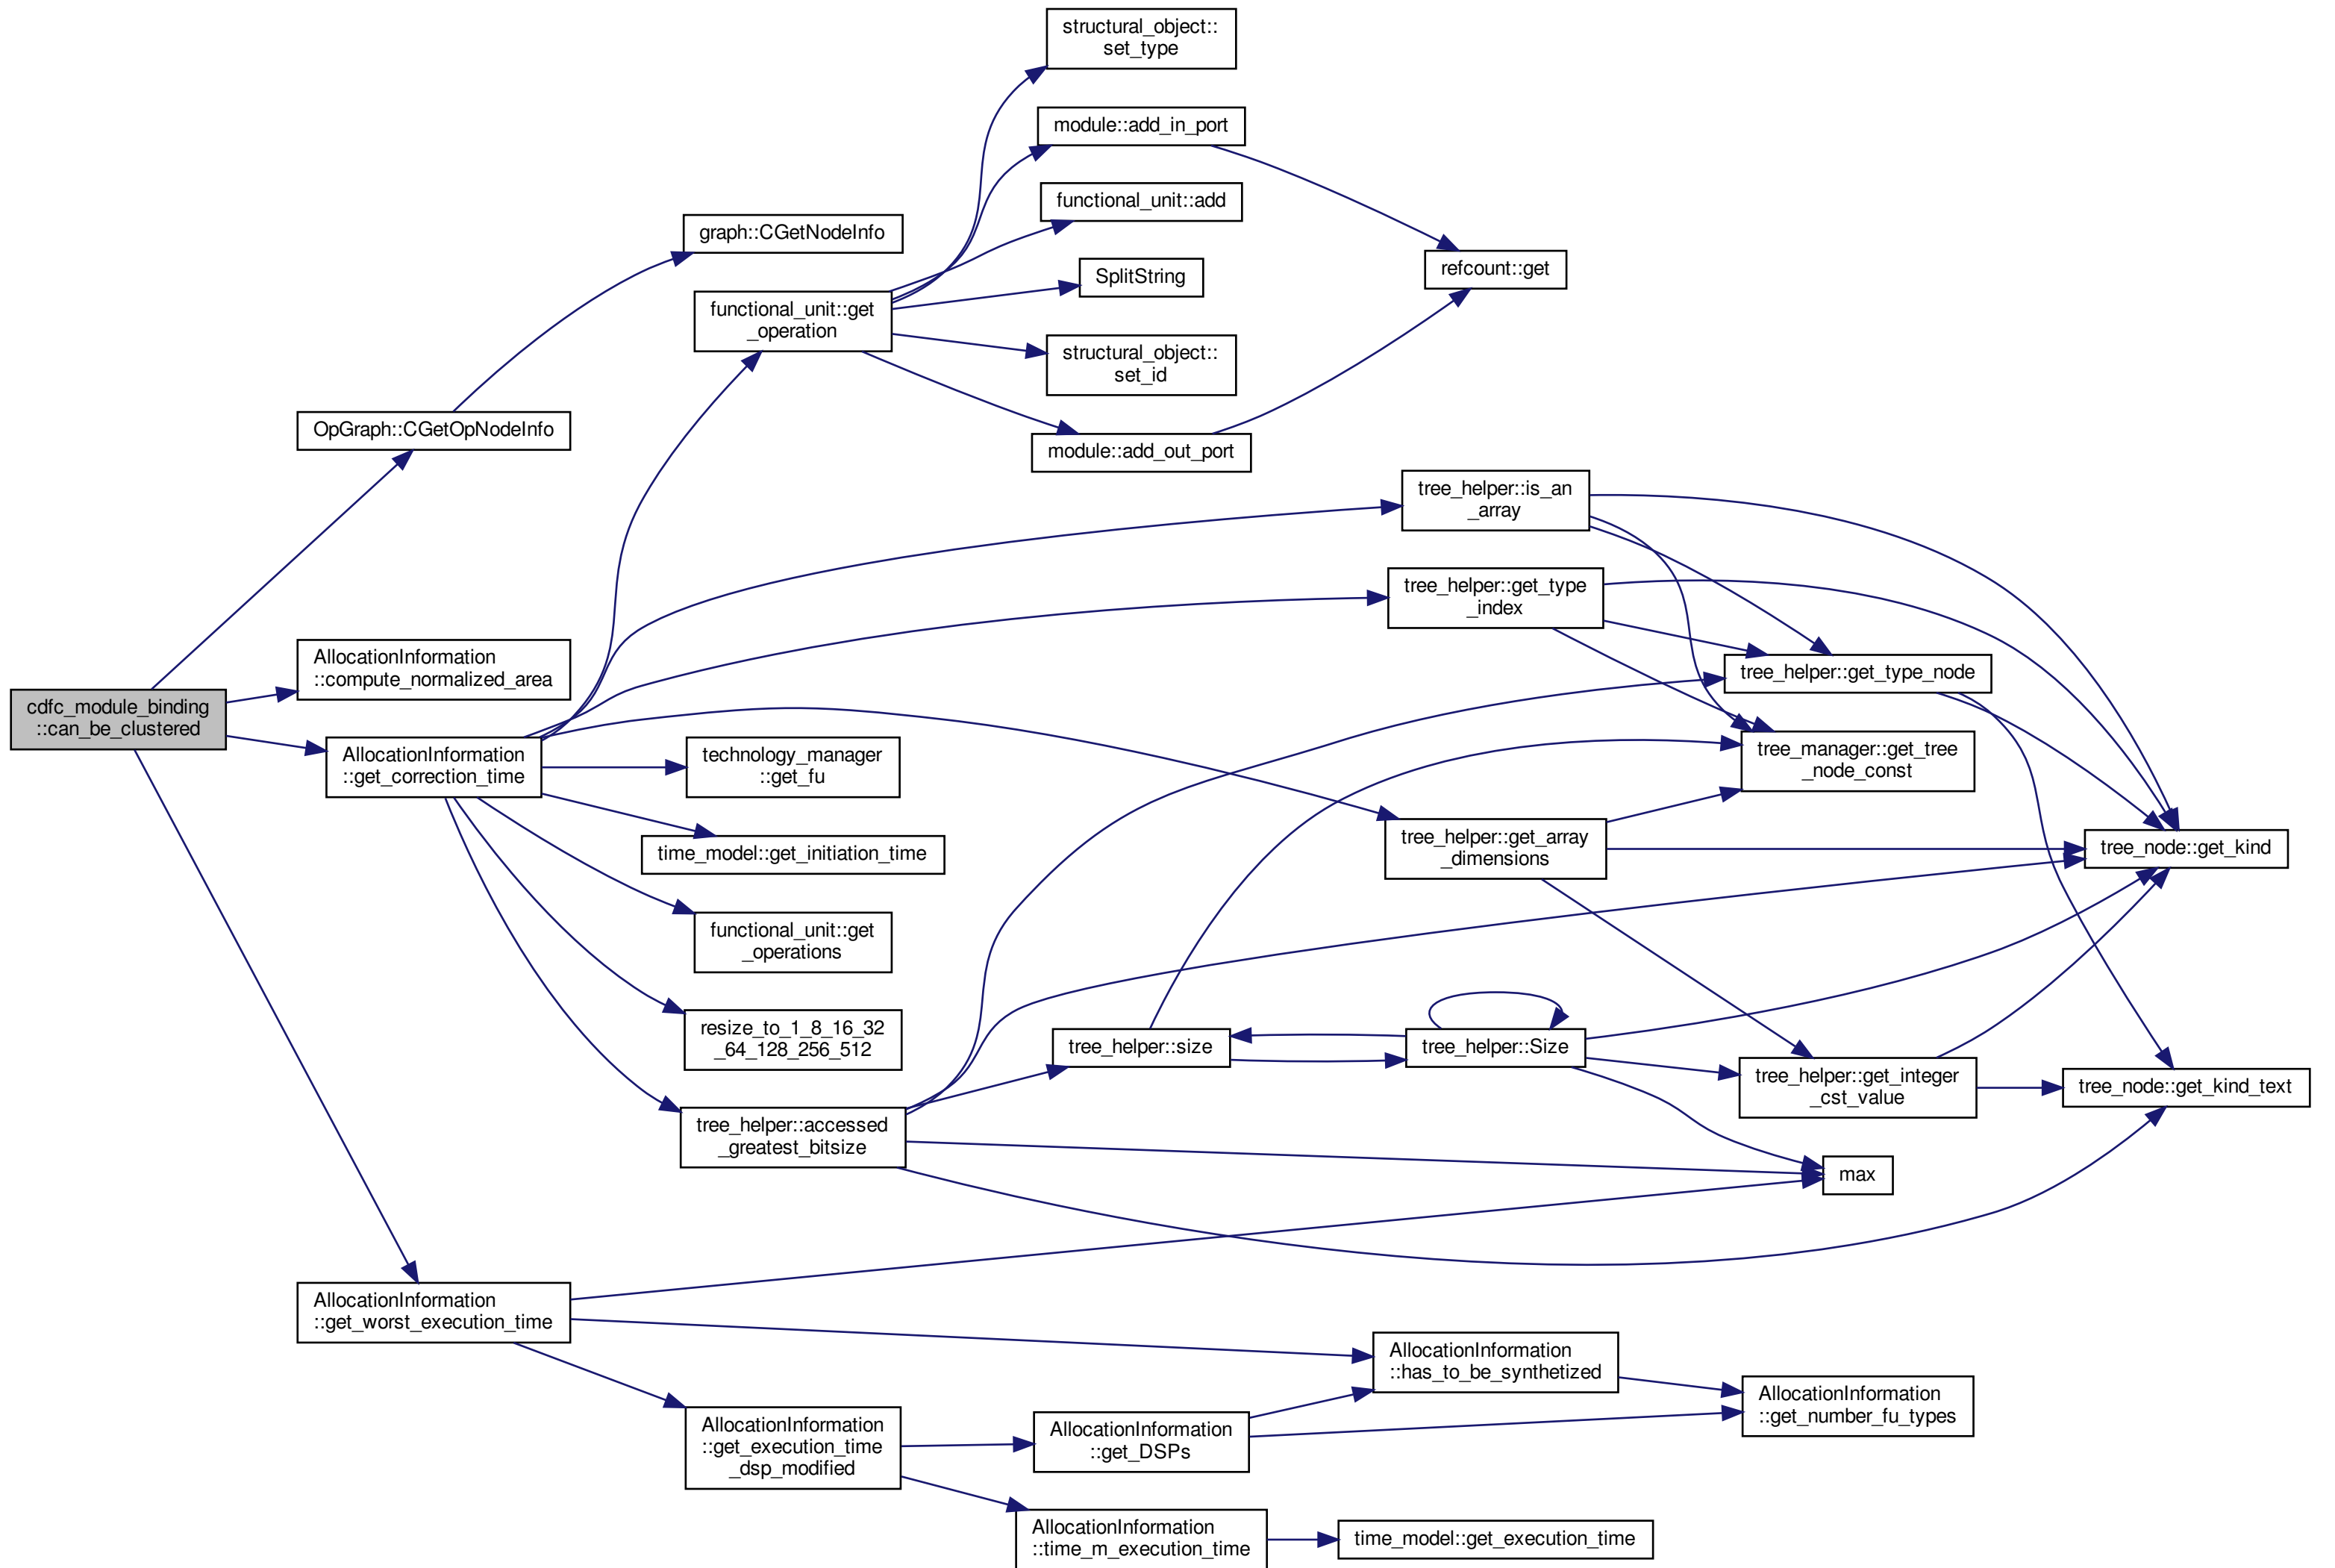 structural_object::
set_type
module::add_in_port
functional_unit::add
graph::CGetNodeInfo
SplitString
refcount::get
functional_unit::get
_operation
structural_object::
set_id
OpGraph::CGetOpNodeInfo
module::add_out_port
tree_helper::is_an
_array
tree_helper::get_type
_index
AllocationInformation
::compute_normalized_area
tree_helper::get_type_node
cdfc_module_binding
::can_be_clustered
AllocationInformation
::get_correction_time
technology_manager
::get_fu
tree_manager::get_tree
_node_const
time_model::get_initiation_time
tree_helper::get_array
_dimensions
tree_node::get_kind
functional_unit::get
_operations
resize_to_1_8_16_32
_64_128_256_512
tree_helper::size
tree_helper::Size
tree_helper::get_integer
_cst_value
tree_node::get_kind_text
tree_helper::accessed
_greatest_bitsize
max
AllocationInformation
::get_worst_execution_time
AllocationInformation
::has_to_be_synthetized
AllocationInformation
::get_number_fu_types
AllocationInformation
::get_execution_time
_dsp_modified
AllocationInformation
::get_DSPs
AllocationInformation
::time_m_execution_time
time_model::get_execution_time